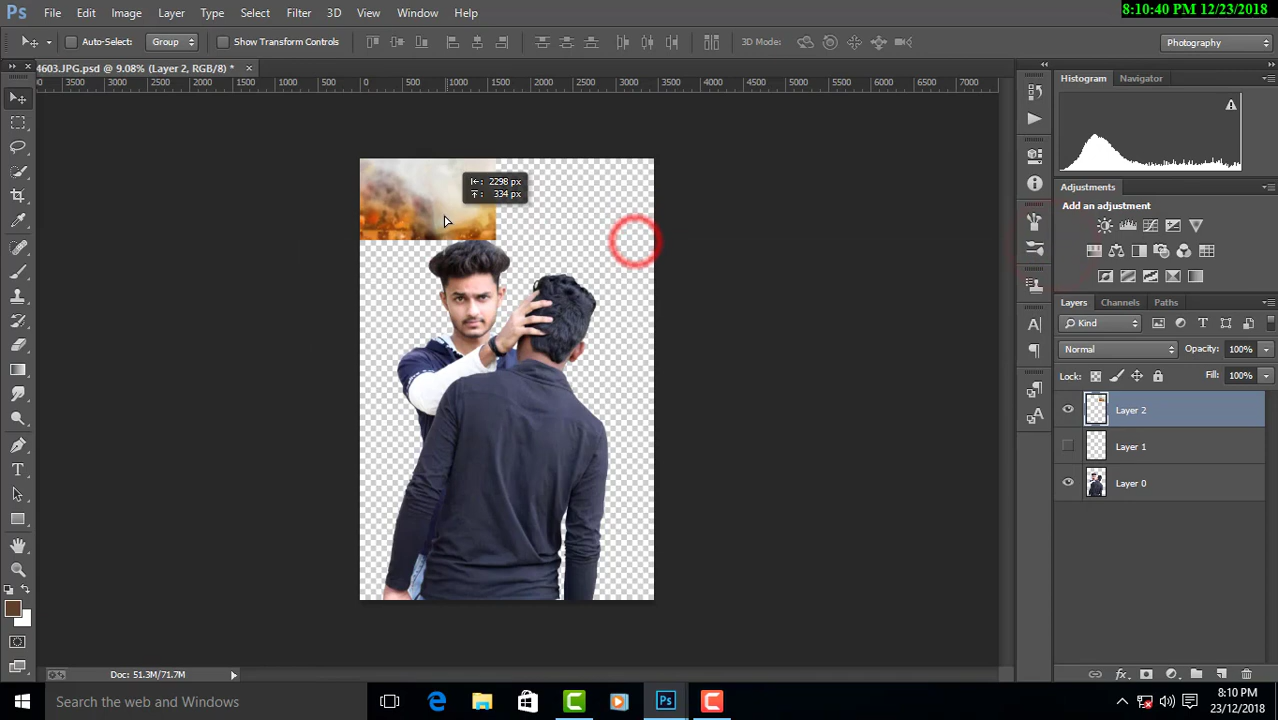 8:10:40 PM 12/23/2018
Ps File Edit Image Layer Type Select Filter 3D View Window Help
Auto-Select: Group Show Transform Controls 3D Mode: Photography
4603.JPG.psd @ 9.08% (Layer 2, RGB/8) * ×
3500 3000 2500 2000 1500 1000 500 0 500 1000 1500 2000 2500 3000 3500 4000 4500 5000 5500 6000 6500 7000
Histogram Navigator
2298 px
334 px
Adjustments
Add an adjustment
Layers Channels Paths
Kind
Normal Opacity: 100%
Lock: Fill: 100%
Layer 2
Layer 1
Layer 0
Doc: 51.3M/71.7M
Search the web and Windows
8:10 PM
23/12/2018